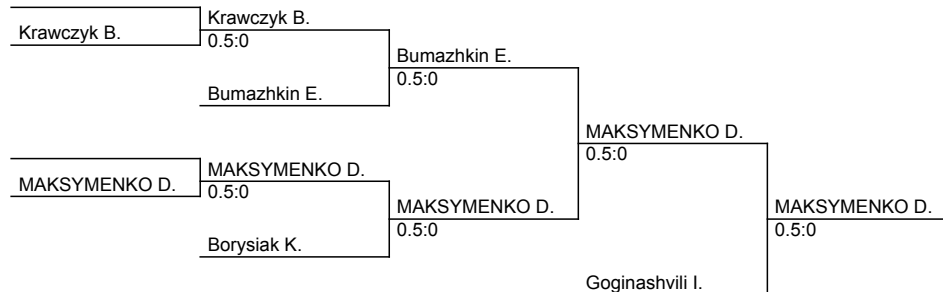 Krawczyk B.
Krawczyk B.
0.5:0
Bumazhkin E.
Bumazhkin E.
0.5:0
MAKSYMENKO D.
0.5:0
MAKSYMENKO D.
MAKSYMENKO D.
0.5:0
MAKSYMENKO D.
0.5:0
MAKSYMENKO D.
0.5:0
Borysiak K.
Goginashvili I.